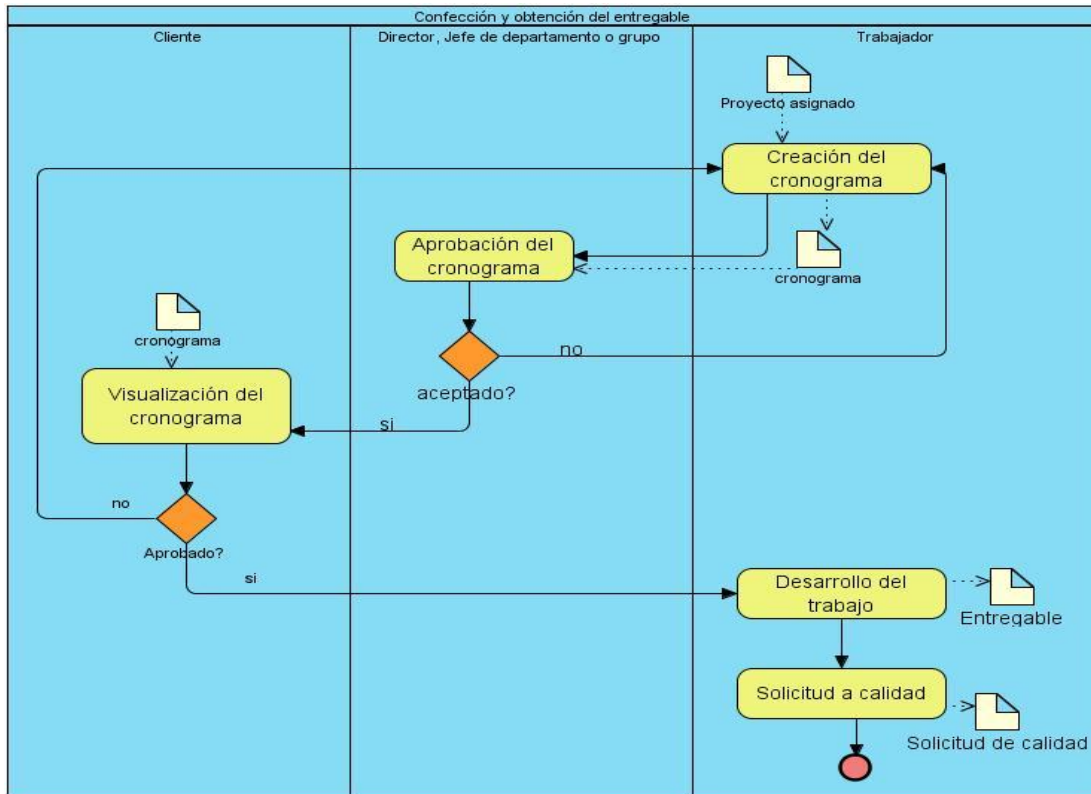 Confección y obtención del entregable
Cliente
Director, Jefe de departamento o grupo
Trabajador
Proyecto asignado
Creación del
cronograma
Aprobación del
cronograma
cronograma
cronograma
no
aceptado?
Visualización del
cronograma
si
no
Aprobado?
si
Desarrollo del
trabajo
Entregable
Solicitud a calidad
Solicitud de calidad